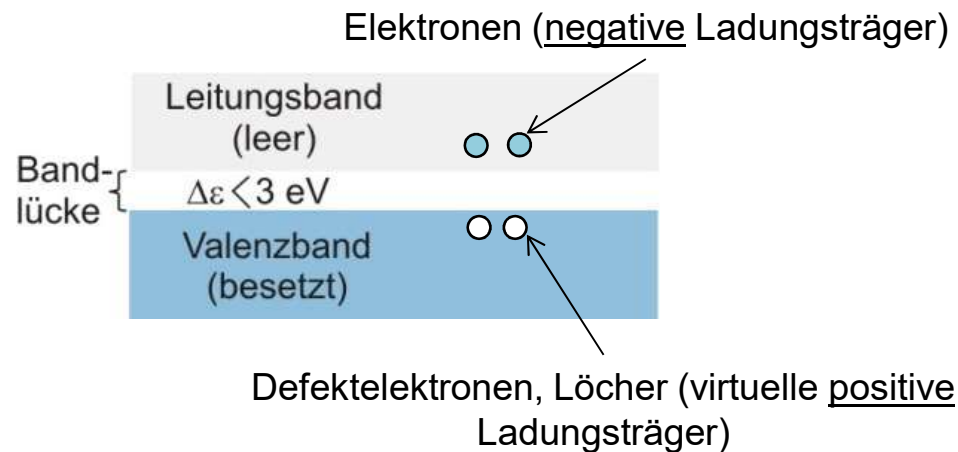 Elektronen (negative Ladungsträger)
Leitungsband
(leer)
Band-
lücke
Δε<3 eV
Valenzband
(besetzt)
Defektelektronen, Löcher (virtuelle positive
Ladungsträger)